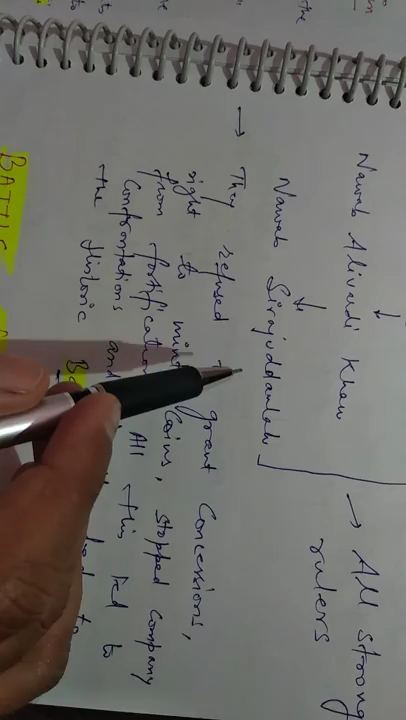 Nawab Alivardi Khan → All strong
rulers
Nawab Sirajuddaulah
→ They refused grant Concessions,
right to mint Coins, stopped Company
from fortification All this led to
Confrontations and
the Historic
BATTLE